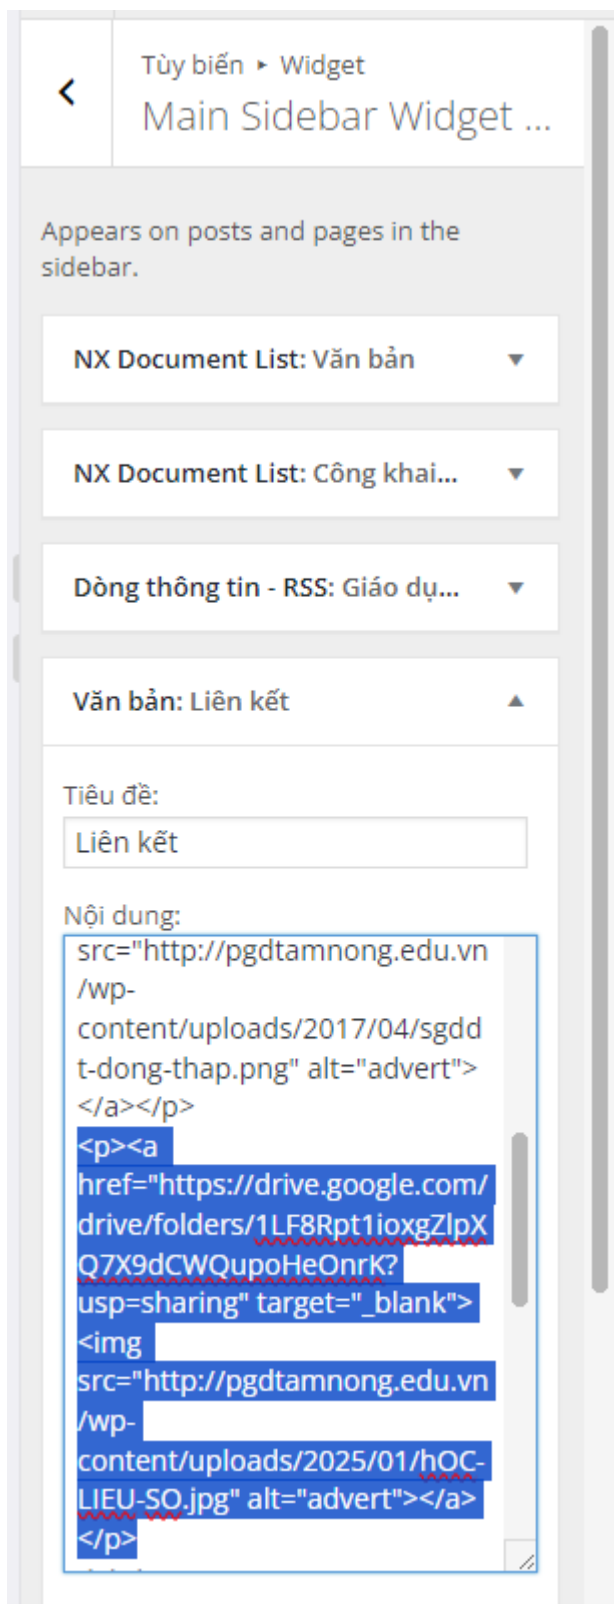 Tùy biến ▸ Widget
Main Sidebar Widget ...
Appears on posts and pages in the
sidebar.
NX Document List: Văn bản
NX Document List: Công khai...
Dòng thông tin - RSS: Giáo dụ...
Văn bản: Liên kết
Tiêu đề:
Liên kết
Nội dung:
src="http://pgdtamnong.edu.vn
/wp-
content/uploads/2017/04/sgdd
t-dong-thap.png" alt="advert">
</a></p>
<p><a
href="https://drive.google.com/
drive/folders/1LF8Rpt1ioxgZlpX
Q7X9dCWQupoHeOnrK?
usp=sharing" target="_blank">
<img
src="http://pgdtamnong.edu.vn
/wp-
content/uploads/2025/01/hOC-
LIEU-SO.jpg" alt="advert"></a>
</p>